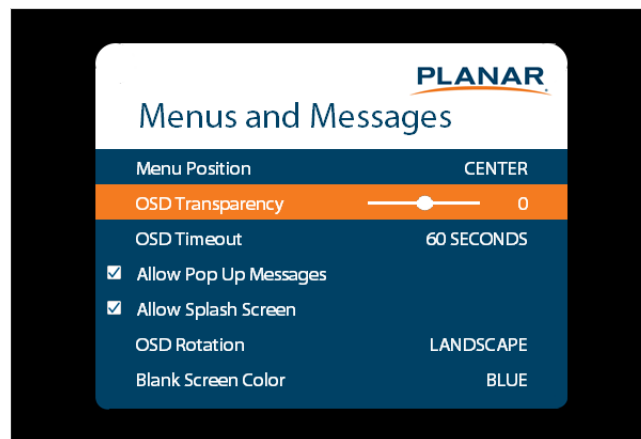 PLANAR
Menus and Messages
Menu Position CENTER
OSD Transparency 0
OSD Timeout 60 SECONDS
Allow Pop Up Messages
Allow Splash Screen
OSD Rotation LANDSCAPE
Blank Screen Color BLUE